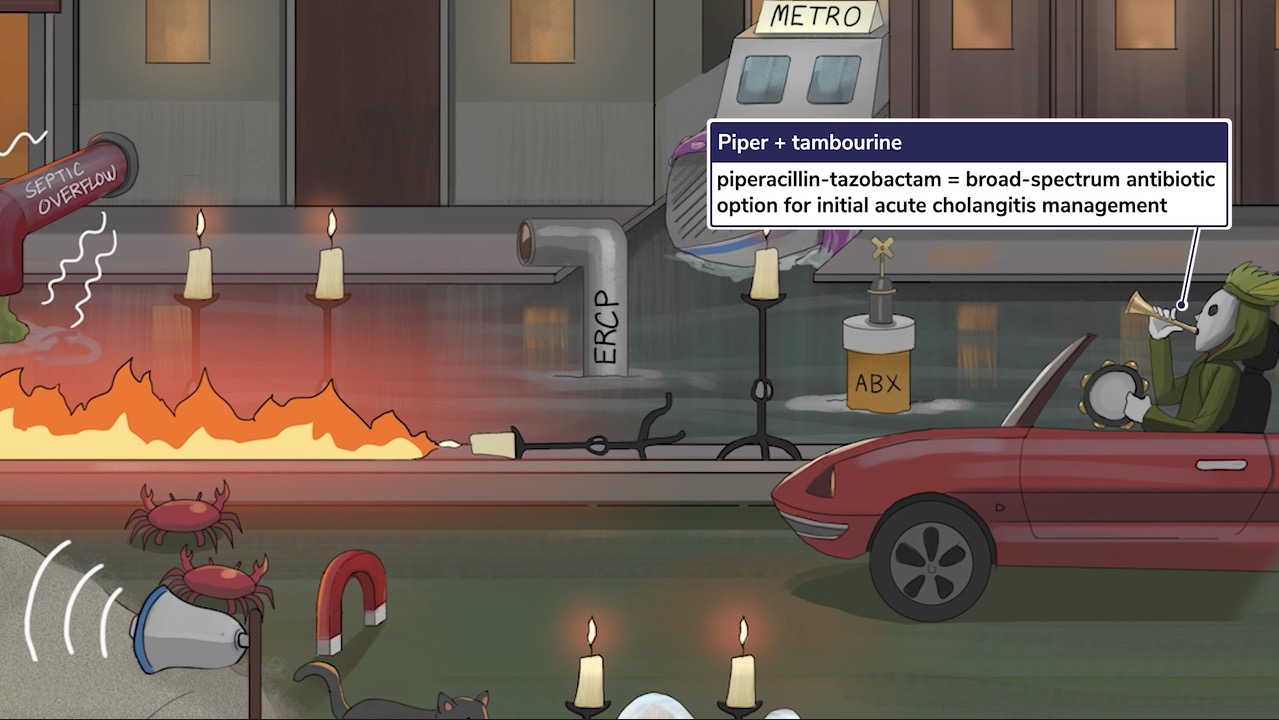 METRO
Piper + tambourine
piperacillin-tazobactam = broad-spectrum antibiotic
option for initial acute cholangitis management
SEPTIC
OVERFLOW
ERCP
ABX